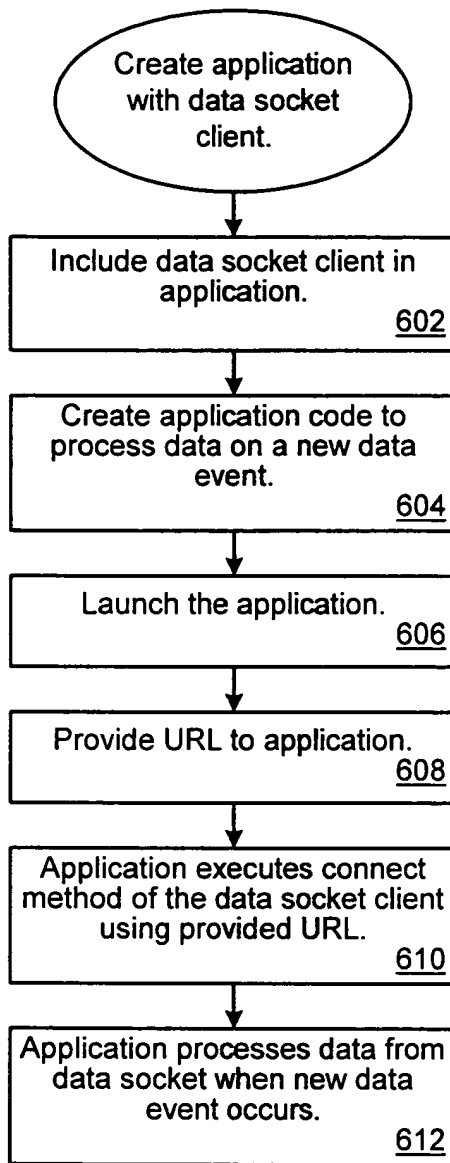 Create application
with data socket
client.
Include data socket client in
application.
602
Create application code to
process data on a new data
event.
604
Launch the application.
606
Provide URL to application.
608
Application executes connect
method of the data socket client
using provided URL.
610
Application processes data from
data socket when new data
event occurs.
612